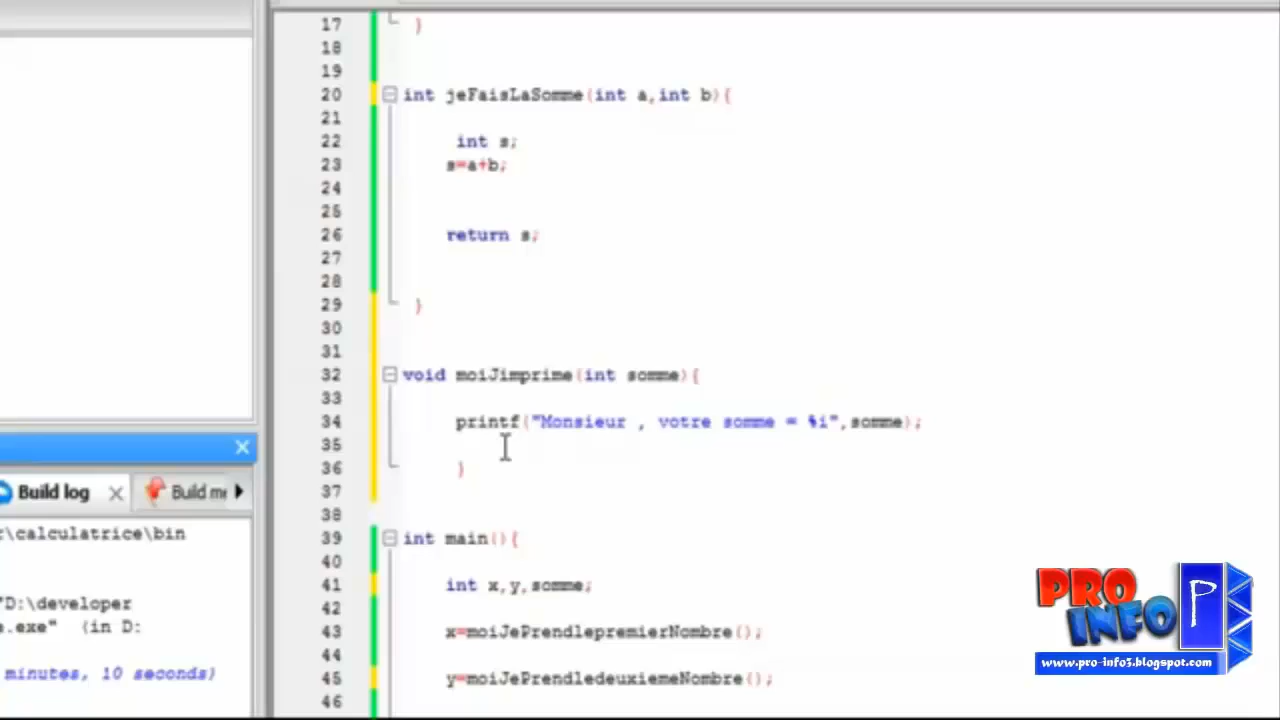 17 }
18
19
20 int jeFaisLaSomme(int a,int b){
21
22 int s;
23 s=a+b;
24
25
26 return s;
27
28
29 }
30
31
32 void moiJimprime(int somme){
33
34 printf("Monsieur , votre somme = %i",somme);
35
36 }
37
38
39 int main(){
40
41 int x,y,somme;
42
43 x=moiJePrendlepremierNombre();
44
45 y=moiJePrendledeuxiemeNombre();
46
Build log
Build me
r\calculatrice\bin
"D:\developer
e.exe" (in D:
minutes, 10 seconds)
PRO
INFO
P
www.pro-info3.blogspot.com